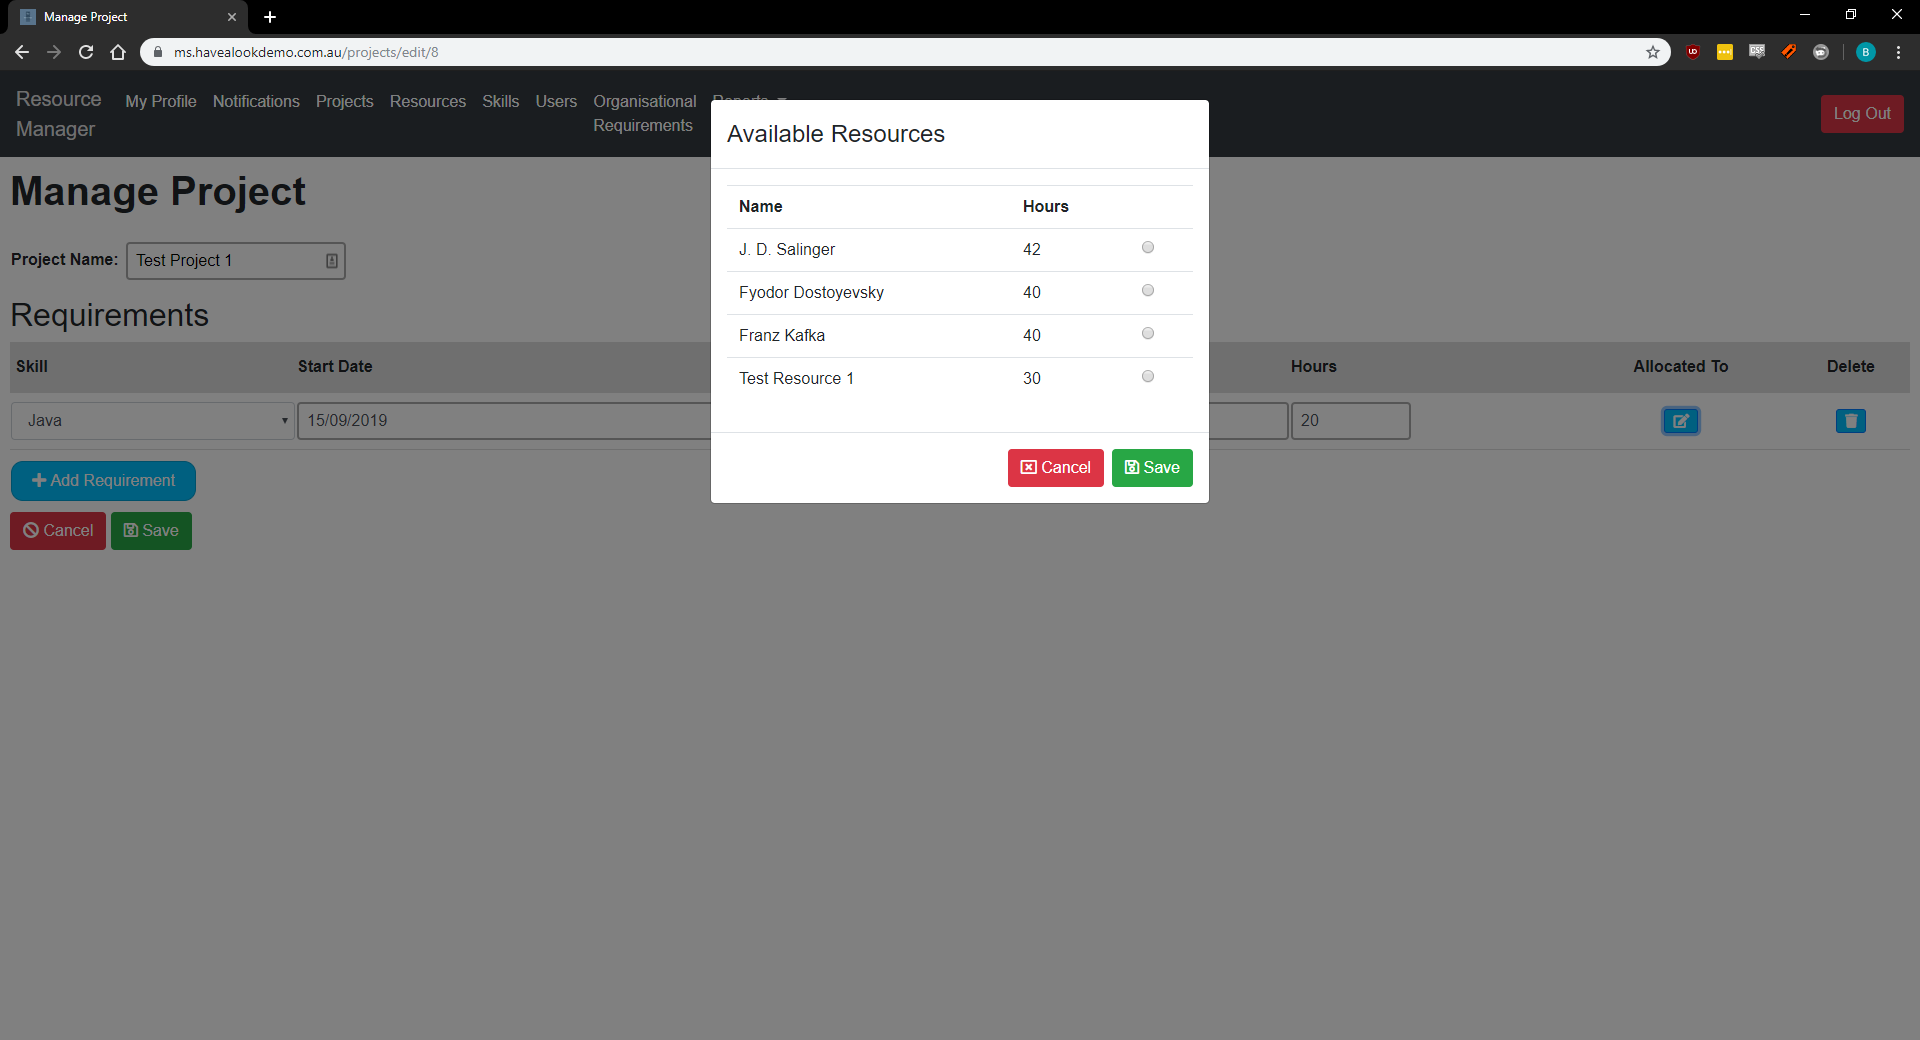 Manage Project
ms.havealookdemo.com.au/projects/edit/8
B
Resource Manager
My Profile
Notifications
Projects
Resources
Skills
Users
Organisational Requirements
Reports
Log Out
Manage Project
Project Name: Test Project 1
Requirements
Skill Start Date Hours Allocated To Delete
Java 15/09/2019 20
Add Requirement
Cancel Save
Available Resources
Name Hours
J. D. Salinger 42
Fyodor Dostoyevsky 40
Franz Kafka 40
Test Resource 1 30
Cancel Save